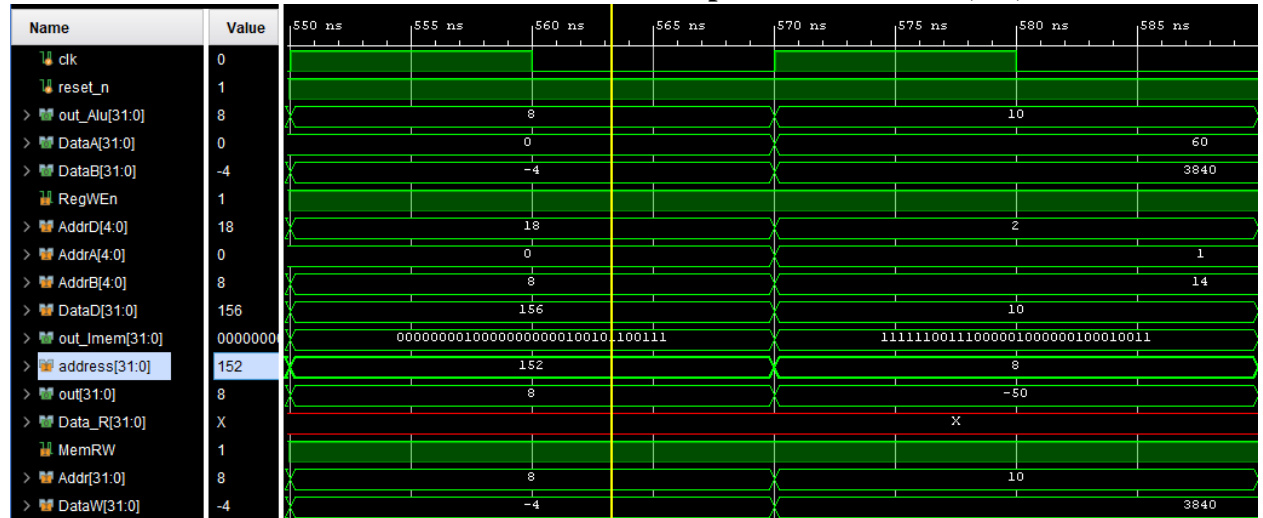 Name Value 550 ns 555 ns 560 ns 565 ns 570 ns 575 ns 580 ns 585 ns
clk 0
reset_n 1
out_Alu[31:0] 8 8 10
DataA[31:0] 0 0 60
DataB[31:0] -4 -4 3840
RegWEn 1
AddrD[4:0] 18 18 2
AddrA[4:0] 0 0 1
AddrB[4:0] 8 8 14
DataD[31:0] 156 156 10
out_Imem[31:0] 00000000 00000000100000000000100101100111 11111100111000001000000100010011
address[31:0] 152 152 8
out[31:0] 8 8 -50
Data_R[31:0] X X
MemRW 1
Addr[31:0] 8 8 10
DataW[31:0] -4 -4 3840